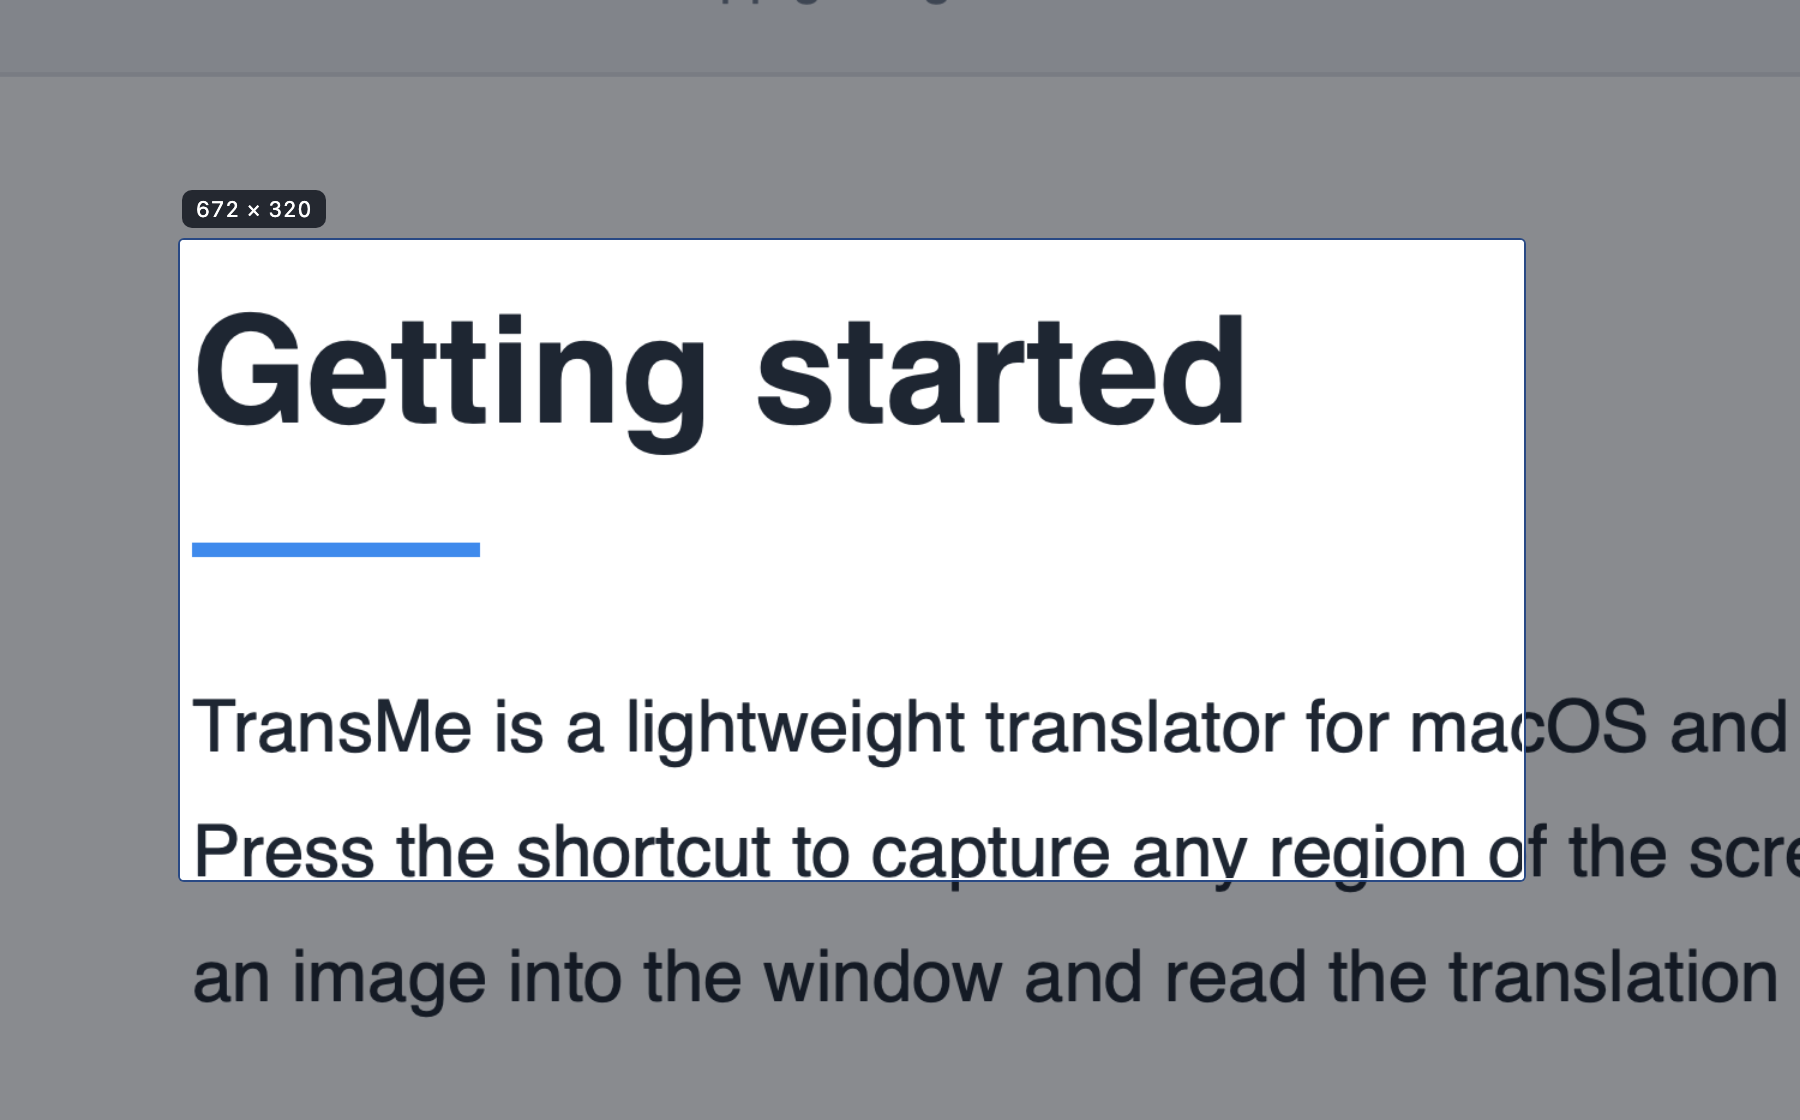 672 × 320
Getting started
TransMe is a lightweight translator for macOS and
Press the shortcut to capture any region of the
an image into the window and read the translation